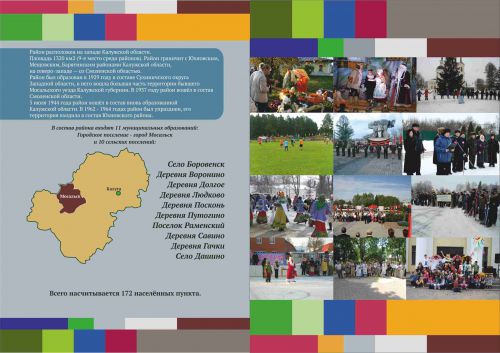 Район расположен на западе Калужской области.
Площадь 1320 км2 (9-е место среди районов). Район граничит с Юхновским,
Мещовским, Барятинским районами Калужской области,
на северо-западе — со Смоленской областью.
Район был образован в 1929 году в составе Сухиничского округа
Западной области, в него вошла большая часть территории бывшего
Мосальского уезда Калужской губернии. В 1937 году район вошёл в состав
Смоленской области.
5 июля 1944 года район вошел в состав вновь образованной
Калужской области. В 1962 - 1964 годах район был упразднен, его
территория входила в состав Юхновского района.
В состав района входят 11 муниципальных образований:
Городское поселение - город Мосальск
и 10 сельских поселений:
Село Боровенск
Деревня Воронино
Деревня Долгое
Деревня Людково
Деревня Посконь
Деревня Путогино
Поселок Раменский
Деревня Савино
Деревня Гачки
Село Дашино
Мосальск
Калуга
Всего насчитывается 172 населённых пункта.